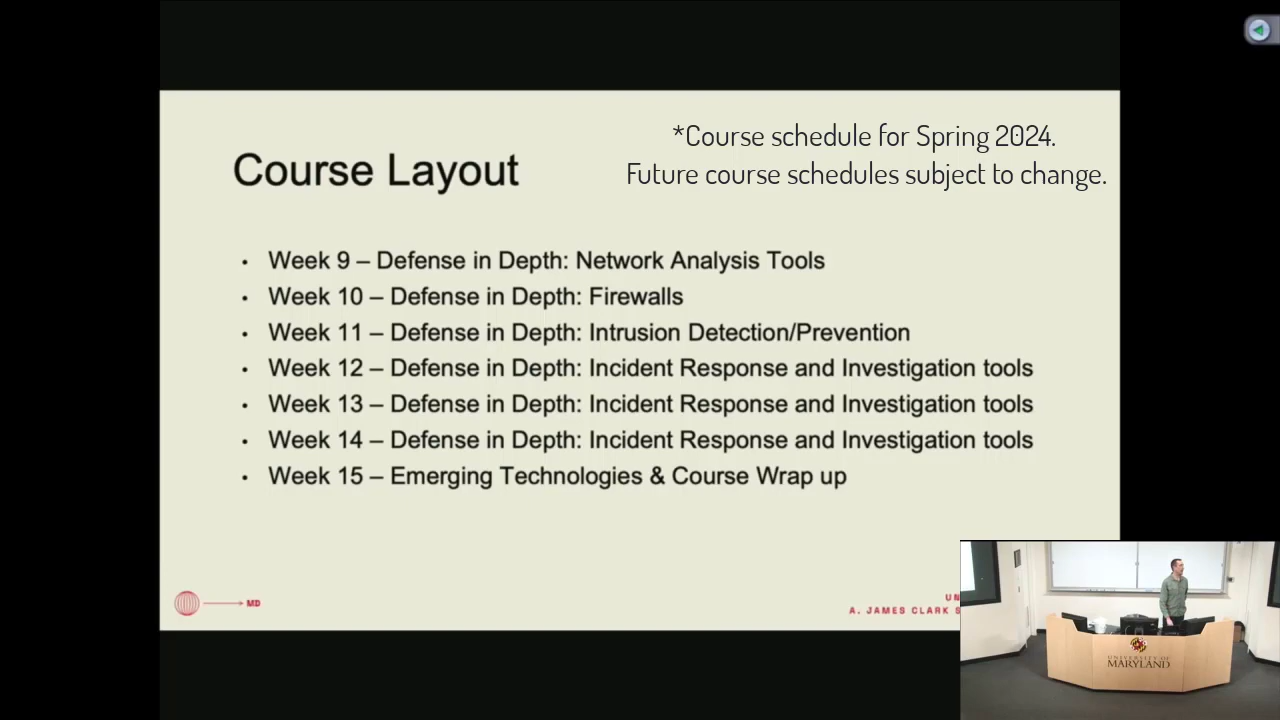 *Course schedule for Spring 2024.
Future course schedules subject to change.
Course Layout
• Week 9 – Defense in Depth: Network Analysis Tools
• Week 10 – Defense in Depth: Firewalls
• Week 11 – Defense in Depth: Intrusion Detection/Prevention
• Week 12 – Defense in Depth: Incident Response and Investigation tools
• Week 13 – Defense in Depth: Incident Response and Investigation tools
• Week 14 – Defense in Depth: Incident Response and Investigation tools
• Week 15 – Emerging Technologies & Course Wrap up
MD
A. JAMES CLARK
UNIVERSITY OF
MARYLAND